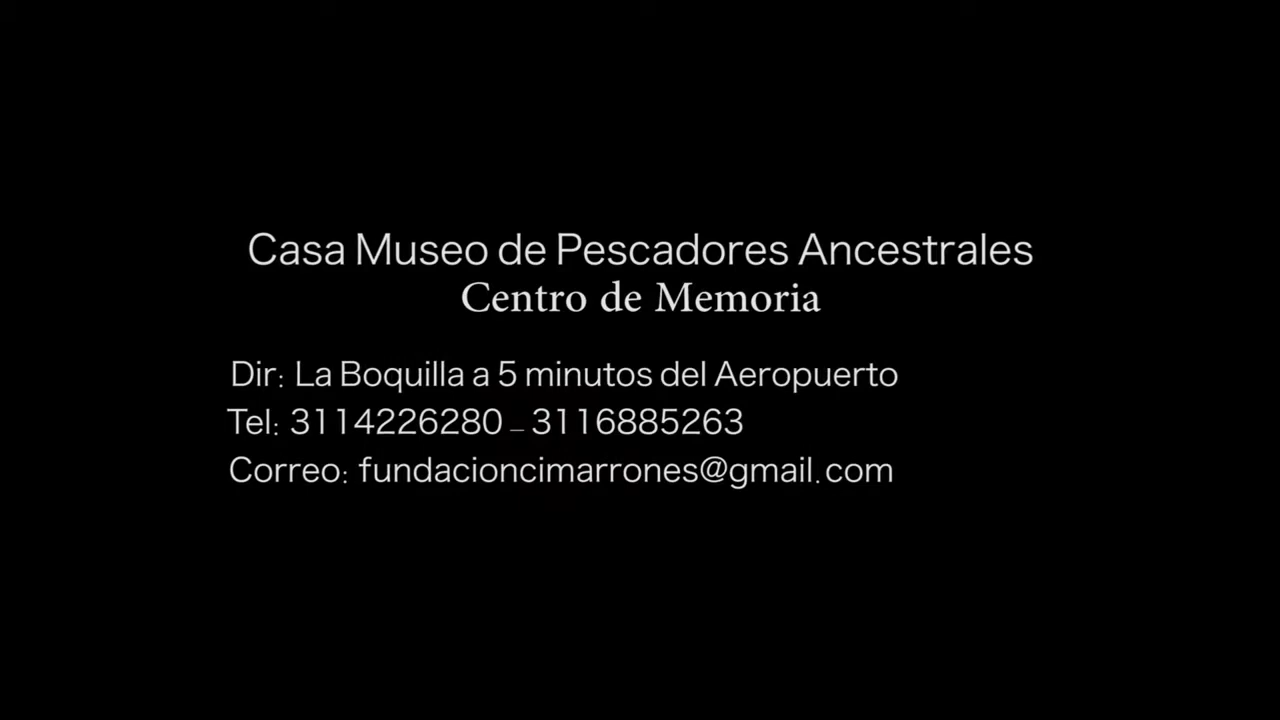 Casa Museo de Pescadores Ancestrales
Centro de Memoria
Dir: La Boquilla a 5 minutos del Aeropuerto
Tel: 3114226280 – 3116885263
Correo: fundacioncimarrones@gmail.com